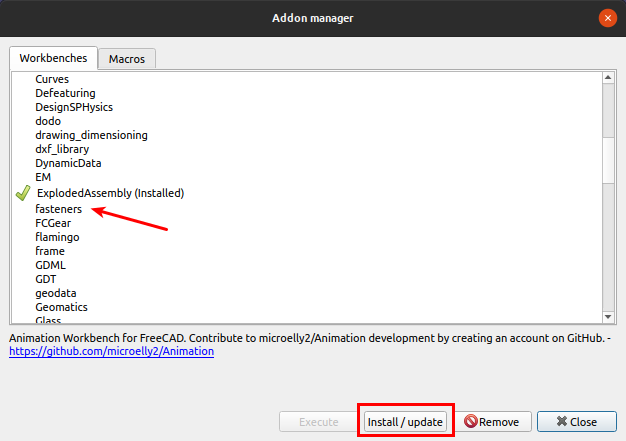 Addon manager
Workbenches
Macros
Curves
Defeaturing
DesignSPHysics
dodo
drawing_dimensioning
dxf_library
DynamicData
EM
ExplodedAssembly (Installed)
fasteners
FCGear
flamingo
frame
GDML
GDT
geodata
Geomatics
Glass
Animation Workbench for FreeCAD. Contribute to microelly2/Animation development by creating an account on GitHub. -
https://github.com/microelly2/Animation
Execute
Install / update
Remove
Close